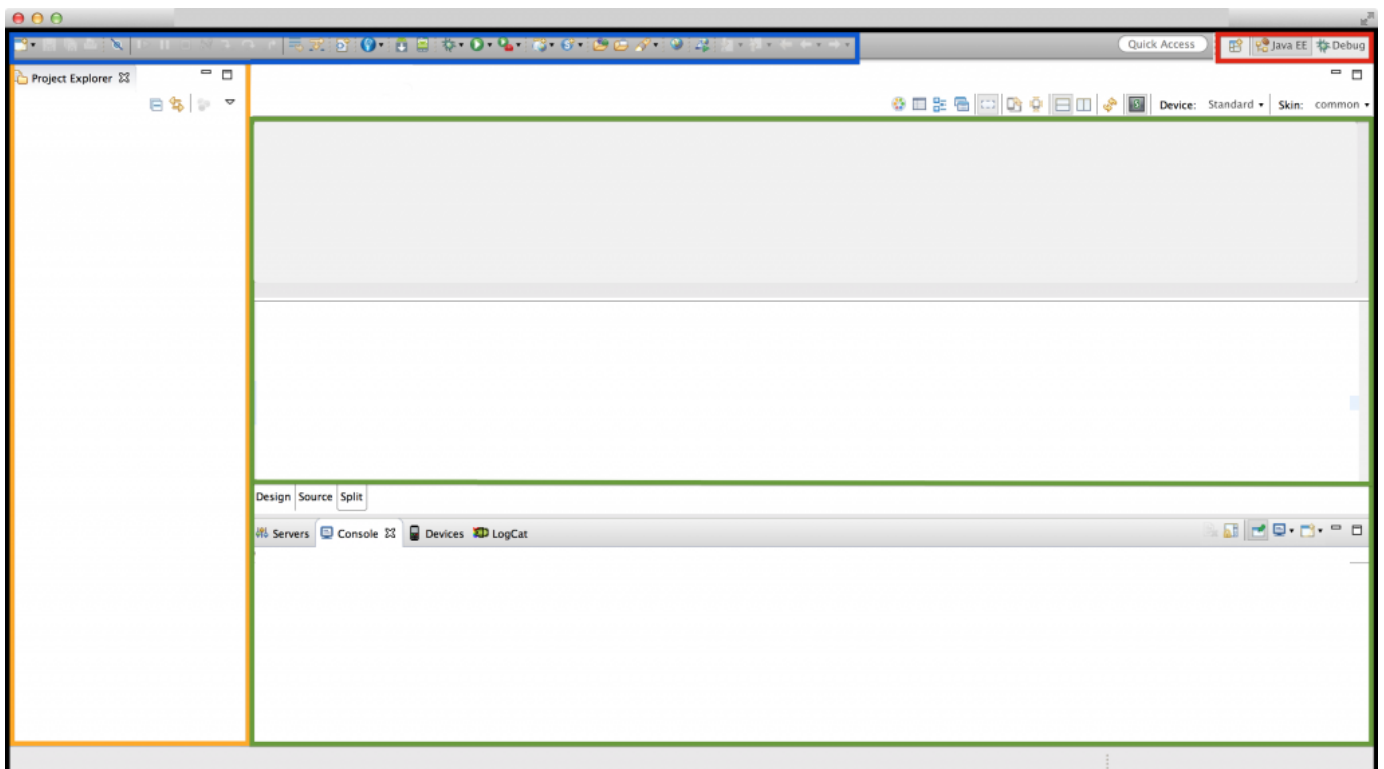 Quick Access
Java EE
Debug
Project Explorer
Device: Standard
Skin: common
Design Source Split
Servers Console Devices LogCat